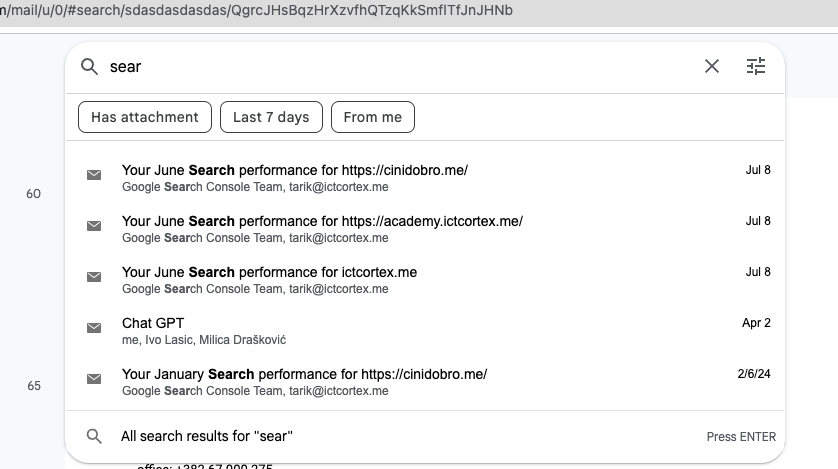 m/mail/u/0/#search/sdasdasdasdas/QgrcJHsBqzHrXzvfhQTzqKkSmflTfJnJHNb
sear
Has attachment Last 7 days From me
Your June Search performance for https://cinidobro.me/ Jul 8
Google Search Console Team, tarik@ictcortex.me
60
Your June Search performance for https://academy.ictcortex.me/ Jul 8
Google Search Console Team, tarik@ictcortex.me
Your June Search performance for ictcortex.me Jul 8
Google Search Console Team, tarik@ictcortex.me
Chat GPT Apr 2
me, Ivo Lasic, Milica Drašković
Your January Search performance for https://cinidobro.me/ 2/6/24
65
Google Search Console Team, tarik@ictcortex.me
All search results for "sear" Press ENTER
office: +382 67 000 275